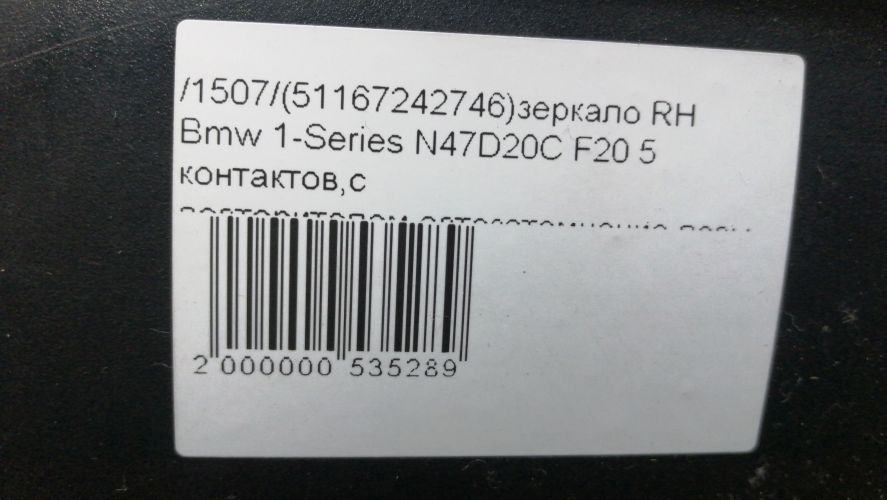 /1507/(51167242746)зеркало RH
Bmw 1-Series N47D20C F20 5
контактов,с
2 000000 535289